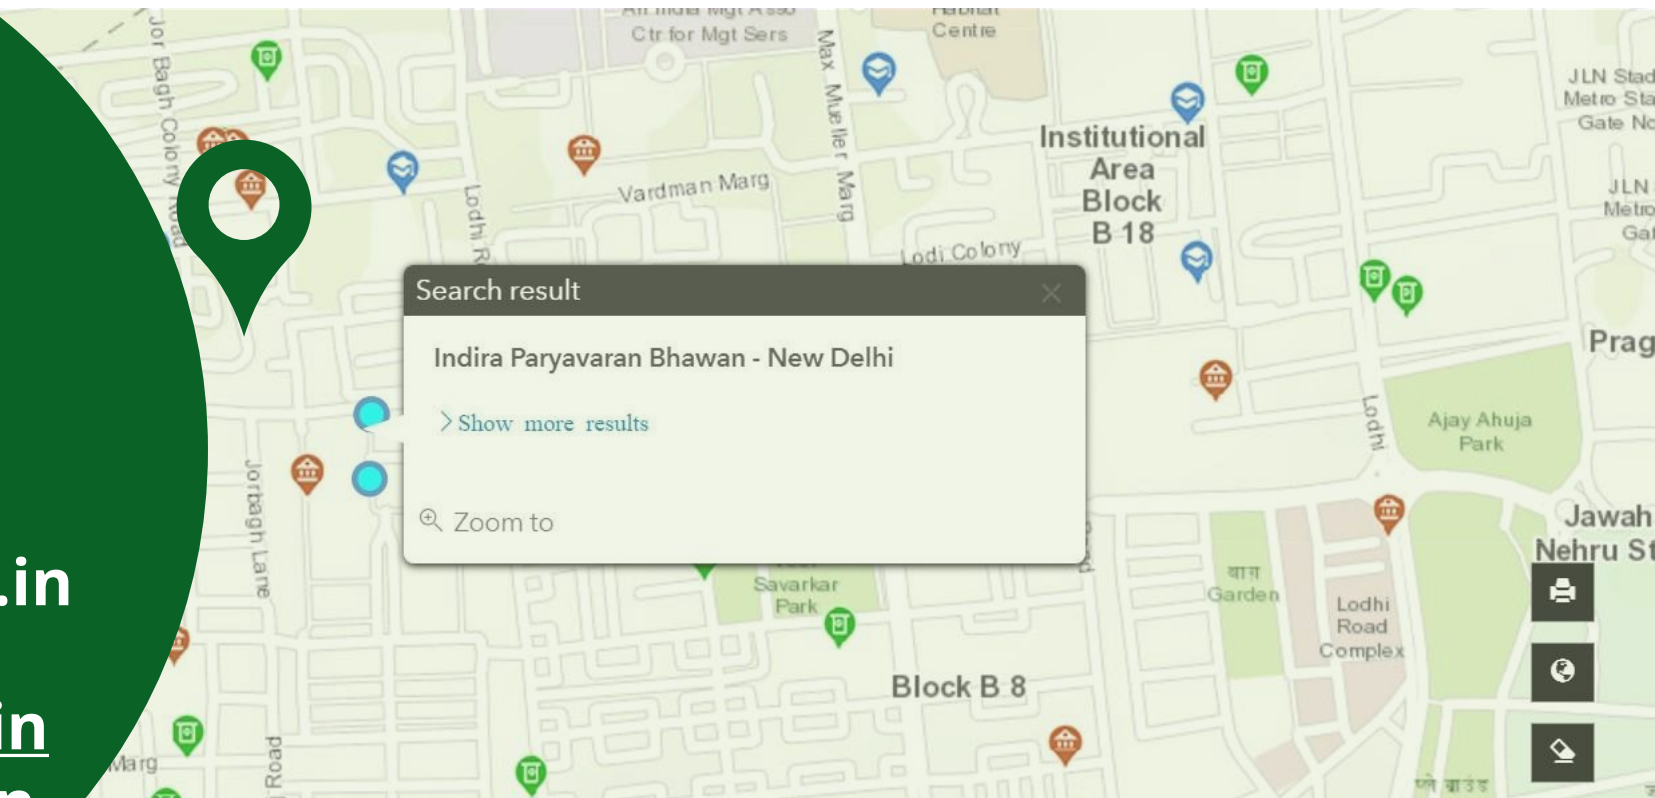 Ctr for Mgt Sers
Centre
Jor Bagh Colony Road
Max Mueller Marg
JLN Stad
Metro Sta
Gate No
Institutional
Area
Block
B 18
Vardman Marg
Lodhi R
JLN
Metro
Gat
Lodi Colony
Search result
Indira Paryavaran Bhawan - New Delhi
Show more results
Zoom to
Prag
Lodhi
Ajay Ahuja
Park
Jorbagh Lane
Jawah
Nehru St
.in
Savarkar
Park
बाग़
Garden
Lodhi
Road
Complex
Block B 8
in
Marg
Road